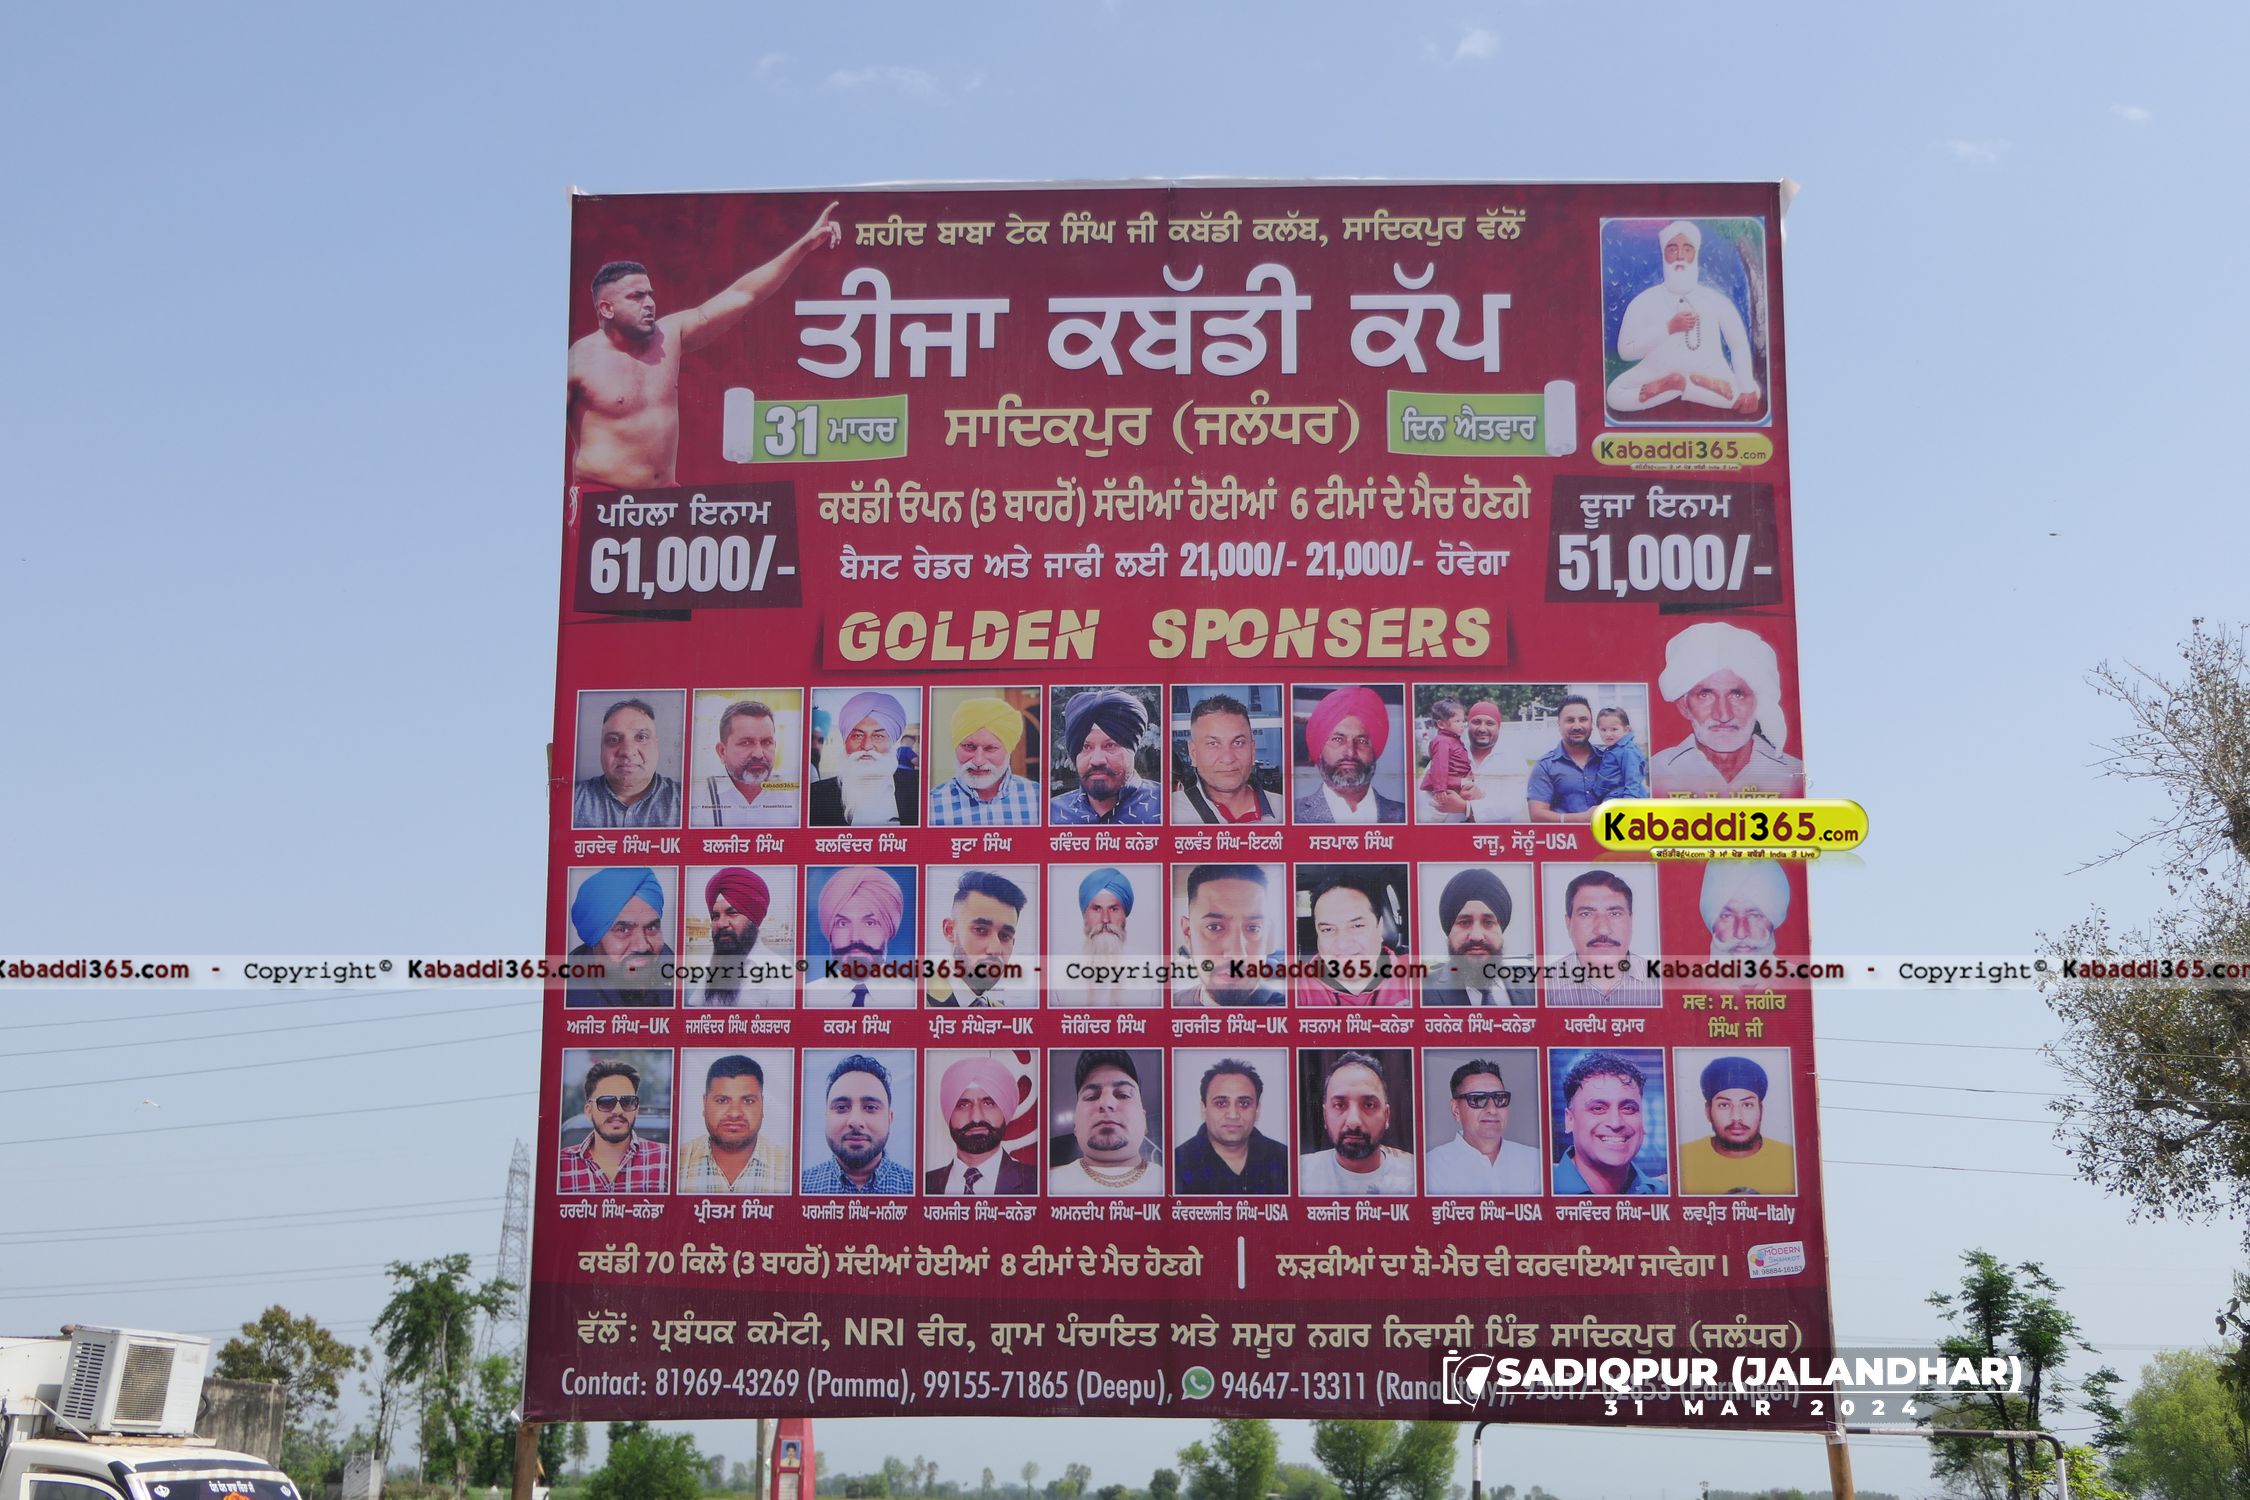 ਸ਼ਹੀਦ ਬਾਬਾ ਟੇਕ ਸਿੰਘ ਜੀ ਕਬੱਡੀ ਕਲੱਬ, ਸਾਦਿਕਪੁਰ ਵੱਲੋਂ
ਤੀਜਾ ਕਬੱਡੀ ਕੱਪ
31 ਮਾਰਚ ਸਾਦਿਕਪੁਰ (ਜਲੰਧਰ) ਦਿਨ ਐਤਵਾਰ
Kabaddi365.com
ਪਹਿਲਾ ਇਨਾਮ
61,000/-
ਕਬੱਡੀ ਓਪਨ (3 ਬਾਹਰੋਂ) ਸੱਦੀਆਂ ਹੋਈਆਂ 6 ਟੀਮਾਂ ਦੇ ਮੈਚ ਹੋਣਗੇ
ਬੈਸਟ ਰੇਡਰ ਅਤੇ ਜਾਫੀ ਲਈ 21,000/- 21,000/- ਹੋਵੇਗਾ
ਦੂਜਾ ਇਨਾਮ
51,000/-
GOLDEN SPONSERS
ਗੁਰਦੇਵ ਸਿੰਘ-UK ਬਲਜੀਤ ਸਿੰਘ ਬਲਵਿੰਦਰ ਸਿੰਘ ਬੂਟਾ ਸਿੰਘ ਰਵਿੰਦਰ ਸਿੰਘ ਕਨੇਡਾ ਕੁਲਵੰਤ ਸਿੰਘ-ਇਟਲੀ ਸਤਪਾਲ ਸਿੰਘ ਰਾਜੂ, ਸੋਨੂੰ-USA
Kabaddi365.com
ਅਜੀਤ ਸਿੰਘ-UK ਜਸਵਿੰਦਰ ਸਿੰਘ ਲੰਬੜਦਾਰ ਕਰਮ ਸਿੰਘ ਪ੍ਰੀਤ ਸੰਘੇੜਾ-UK ਜੋਗਿੰਦਰ ਸਿੰਘ ਗੁਰਜੀਤ ਸਿੰਘ-UK ਸਤਨਾਮ ਸਿੰਘ-ਕਨੇਡਾ ਹਰਨੇਕ ਸਿੰਘ-ਕਨੇਡਾ ਪਰਦੀਪ ਕੁਮਾਰ
ਸਵ: ਸ. ਜਗੀਰ
ਸਿੰਘ ਜੀ
Kabaddi365.com - Copyright© Kabaddi365.com - Copyright© Kabaddi365.com - Copyright© Kabaddi365.com - Copyright© Kabaddi365.com - Copyright© Kabaddi365.com
ਹਰਦੀਪ ਸਿੰਘ-ਕਨੇਡਾ ਪ੍ਰੀਤਮ ਸਿੰਘ ਪਰਮਜੀਤ ਸਿੰਘ-ਮਨੀਲਾ ਪਰਮਜੀਤ ਸਿੰਘ-ਕਨੇਡਾ ਅਮਨਦੀਪ ਸਿੰਘ-UK ਕੰਵਰਦਲਜੀਤ ਸਿੰਘ-USA ਬਲਜੀਤ ਸਿੰਘ-UK ਭੁਪਿੰਦਰ ਸਿੰਘ-USA ਰਾਜਵਿੰਦਰ ਸਿੰਘ-UK ਲਵਪ੍ਰੀਤ ਸਿੰਘ-Italy
ਕਬੱਡੀ 70 ਕਿਲੋ (3 ਬਾਹਰੋਂ) ਸੱਦੀਆਂ ਹੋਈਆਂ 8 ਟੀਮਾਂ ਦੇ ਮੈਚ ਹੋਣਗੇ | ਲੜਕੀਆਂ ਦਾ ਸ਼ੋ-ਮੈਚ ਵੀ ਕਰਵਾਇਆ ਜਾਵੇਗਾ।
MODERN
SHAHKOT
M. 98884-16183
ਵੱਲੋਂ: ਪ੍ਰਬੰਧਕ ਕਮੇਟੀ, NRI ਵੀਰ, ਗ੍ਰਾਮ ਪੰਚਾਇਤ ਅਤੇ ਸਮੂਹ ਨਗਰ ਨਿਵਾਸੀ ਪਿੰਡ ਸਾਦਿਕਪੁਰ (ਜਲੰਧਰ)
Contact: 81969-43269 (Pamma), 99155-71865 (Deepu), 94647-13311 (Rana
SADIQPUR (JALANDHAR)
31 MAR 2024